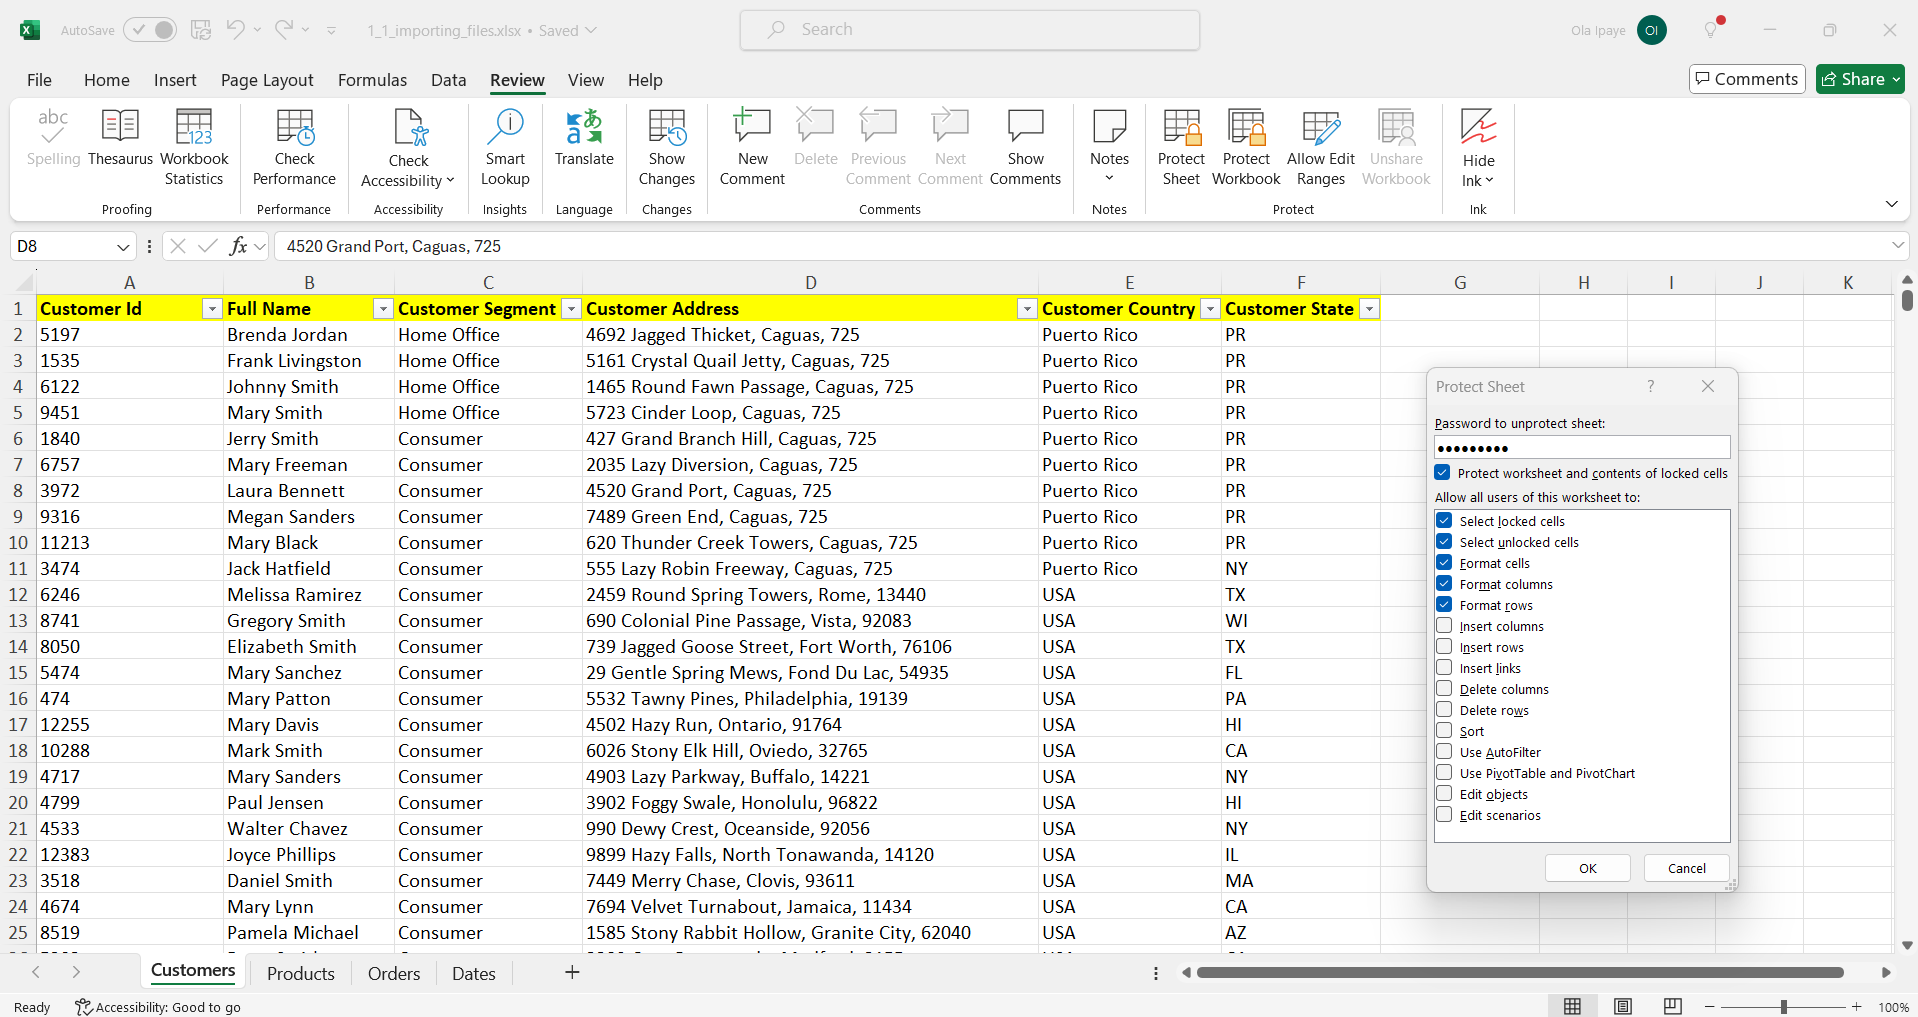 AutoSave 1_1_importing_files.xlsx • Saved Search Ola Ipaye OI
File Home Insert Page Layout Formulas Data Review View Help Comments Share
abc Spelling Thesaurus 123 Workbook Statistics Proofing
Check Performance Performance
Check Accessibility Accessibility
Smart Lookup Insights
Translate Language
Show Changes Changes
New Comment Delete Previous Comment Next Comment Show Comments Comments
Notes Notes
Protect Sheet Protect Workbook Allow Edit Ranges Unshare Workbook Protect
Hide Ink Ink
D8 fx 4520 Grand Port, Caguas, 725
A B C D E F G H I J K
1 Customer Id Full Name Customer Segment Customer Address Customer Country Customer State
2 5197 Brenda Jordan Home Office 4692 Jagged Thicket, Caguas, 725 Puerto Rico PR
3 1535 Frank Livingston Home Office 5161 Crystal Quail Jetty, Caguas, 725 Puerto Rico PR
4 6122 Johnny Smith Home Office 1465 Round Fawn Passage, Caguas, 725 Puerto Rico PR
5 9451 Mary Smith Home Office 5723 Cinder Loop, Caguas, 725 Puerto Rico PR
6 1840 Jerry Smith Consumer 427 Grand Branch Hill, Caguas, 725 Puerto Rico PR
7 6757 Mary Freeman Consumer 2035 Lazy Diversion, Caguas, 725 Puerto Rico PR
8 3972 Laura Bennett Consumer 4520 Grand Port, Caguas, 725 Puerto Rico PR
9 9316 Megan Sanders Consumer 7489 Green End, Caguas, 725 Puerto Rico PR
10 11213 Mary Black Consumer 620 Thunder Creek Towers, Caguas, 725 Puerto Rico PR
11 3474 Jack Hatfield Consumer 555 Lazy Robin Freeway, Caguas, 725 Puerto Rico NY
12 6246 Melissa Ramirez Consumer 2459 Round Spring Towers, Rome, 13440 USA TX
13 8741 Gregory Smith Consumer 690 Colonial Pine Passage, Vista, 92083 USA WI
14 8050 Elizabeth Smith Consumer 739 Jagged Goose Street, Fort Worth, 76106 USA TX
15 5474 Mary Sanchez Consumer 29 Gentle Spring Mews, Fond Du Lac, 54935 USA FL
16 474 Mary Patton Consumer 5532 Tawny Pines, Philadelphia, 19139 USA PA
17 12255 Mary Davis Consumer 4502 Hazy Run, Ontario, 91764 USA HI
18 10288 Mark Smith Consumer 6026 Stony Elk Hill, Oviedo, 32765 USA CA
19 4717 Mary Sanders Consumer 4903 Lazy Parkway, Buffalo, 14221 USA NY
20 4799 Paul Jensen Consumer 3902 Foggy Swale, Honolulu, 96822 USA HI
21 4533 Walter Chavez Consumer 990 Dewy Crest, Oceanside, 92056 USA NY
22 12383 Joyce Phillips Consumer 9899 Hazy Falls, North Tonawanda, 14120 USA IL
23 3518 Daniel Smith Consumer 7449 Merry Chase, Clovis, 93611 USA MA
24 4674 Mary Lynn Consumer 7694 Velvet Turnabout, Jamaica, 11434 USA CA
25 8519 Pamela Michael Consumer 1585 Stony Rabbit Hollow, Granite City, 62040 USA AZ
Protect Sheet ?
Password to unprotect sheet:
•••••••••
Protect worksheet and contents of locked cells
Allow all users of this worksheet to:
Select locked cells
Select unlocked cells
Format cells
Format columns
Format rows
Insert columns
Insert rows
Insert links
Delete columns
Delete rows
Sort
Use AutoFilter
Use PivotTable and PivotChart
Edit objects
Edit scenarios
OK Cancel
Customers Products Orders Dates
Ready Accessibility: Good to go 100%